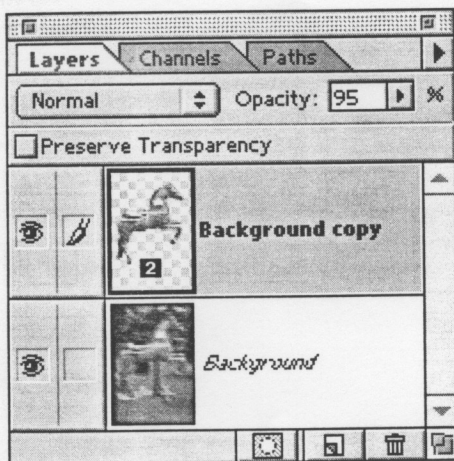 Layers Channels Paths
Normal Opacity: 95 %
Preserve Transparency
Background copy
2
Background